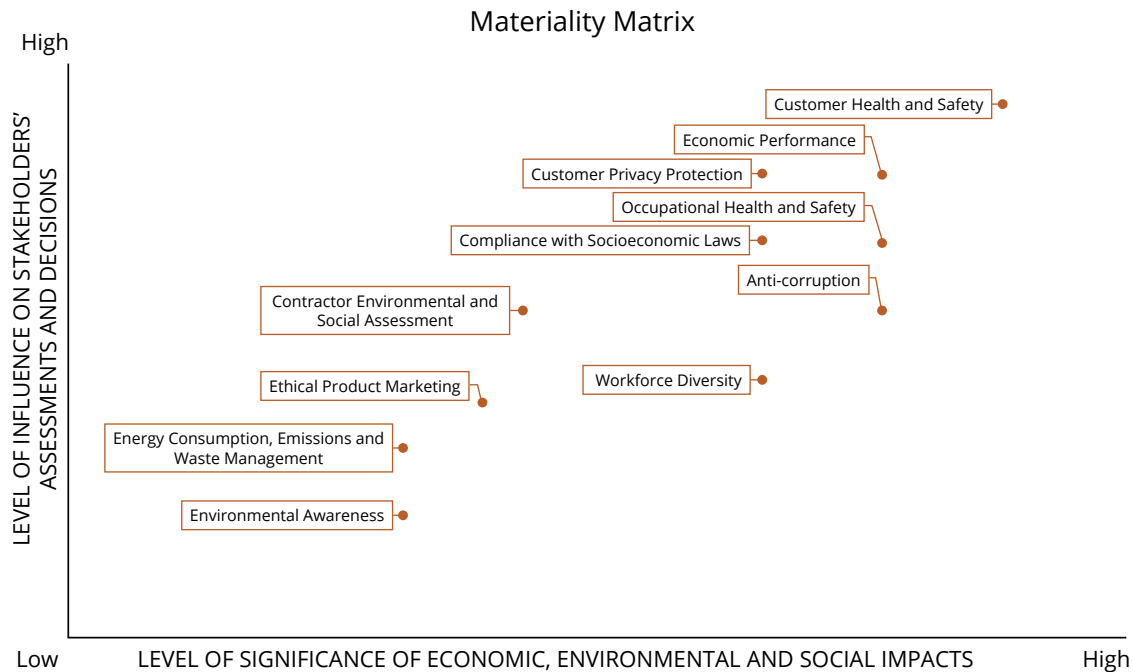 Materiality Matrix
High
LEVEL OF INFLUENCE ON STAKEHOLDERS'
ASSESSMENTS AND DECISIONS
Customer Health and Safety
Economic Performance
Customer Privacy Protection
Occupational Health and Safety
Compliance with Socioeconomic Laws
Anti-corruption
Contractor Environmental and
Social Assessment
Ethical Product Marketing
Workforce Diversity
Energy Consumption, Emissions and
Waste Management
Environmental Awareness
Low
LEVEL OF SIGNIFICANCE OF ECONOMIC, ENVIRONMENTAL AND SOCIAL IMPACTS
High